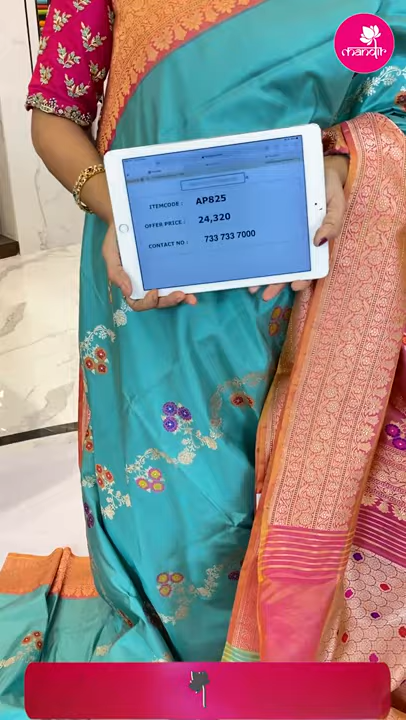 mandir
ITEMCODE : AP825
OFFER PRICE : 24,320
CONTACT NO : 733 733 7000